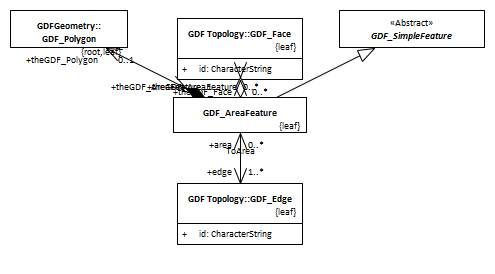 GDFGeometry::
GDF_Polygon
{root,leaf}
GDF Topology::GDF_Face
{leaf}
+ id: CharacterString
«Abstract»
GDF_SimpleFeature
+theGDF_Polygon 0..1
0..*
+theGDF_Face 0..*
GDF_AreaFeature
{leaf}
+area 0..*
ToArea
+edge 1..*
GDF Topology::GDF_Edge
{leaf}
+ id: CharacterString